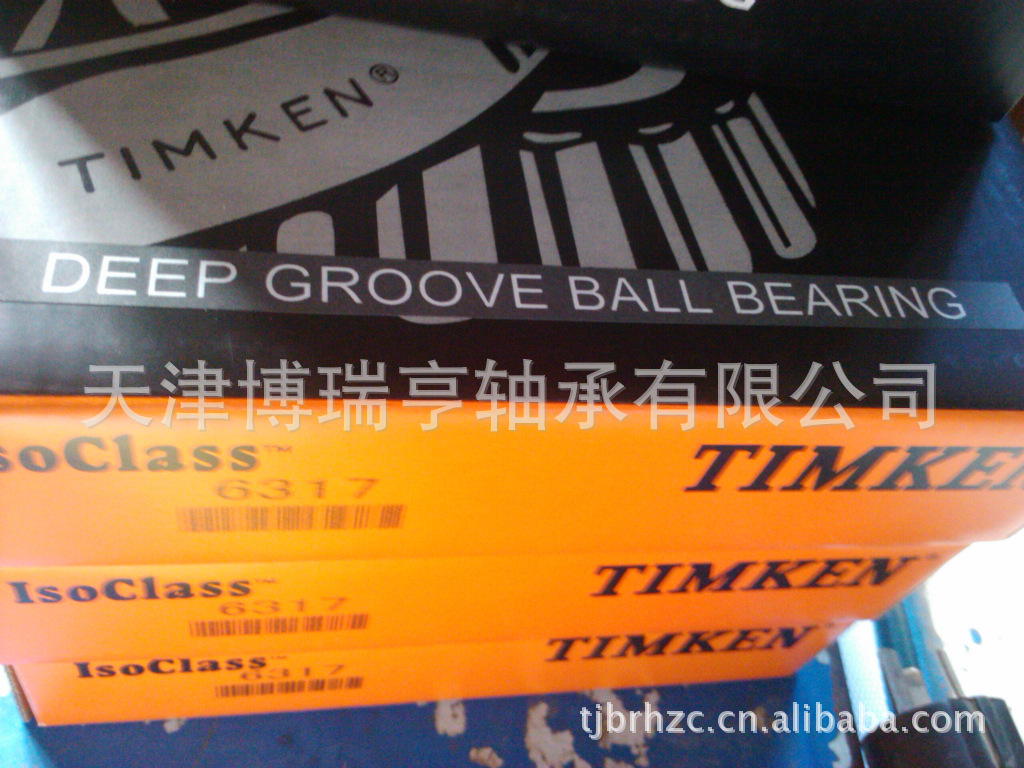 TIMKEN®
DEEP GROOVE BALL BEARING
天津博瑞亨轴承有限公司
soClass™
TIMKEN
6317
IsoClass™
TIMKEN®
6317
IsoClass™
TIMKEN
6317
tjbrhzc.cn.alibaba.com